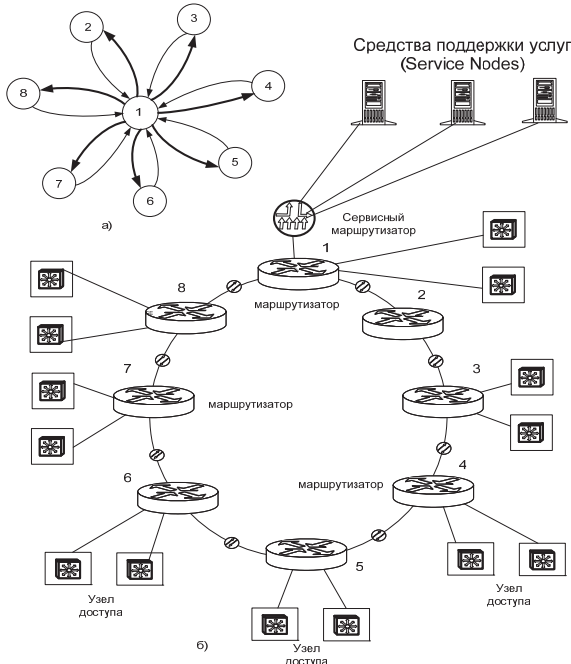 2
3
Средства поддержки услуг
(Service Nodes)
8
1
4
7
6
5
а)
Сервисный
маршрутизатор
1
8
маршрутизатор
2
7
3
маршрутизатор
6
маршрутизатор
4
5
Узел
доступа
Узел
доступа
б)
Узел
доступа